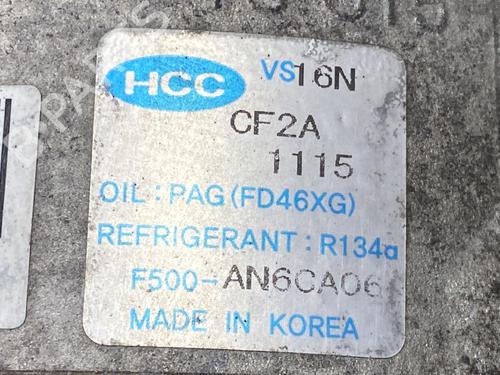 HCC VS16N
CF2A
1115
OIL : PAG (FD46XG)
REFRIGERANT : R134a
F500-AN6CA06
MADE IN KOREA